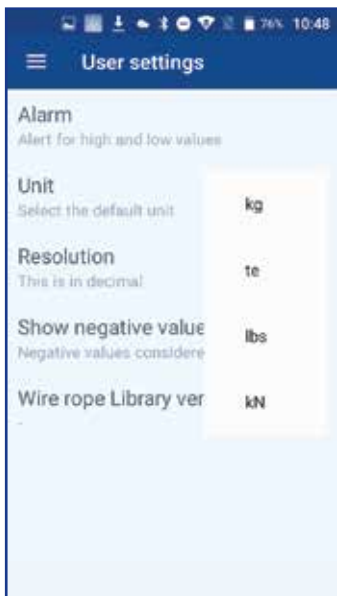 76% 10:48
User settings
Alarm
Alert for high and low values
Unit
Select the default unit
kg
Resolution
This is in decimal
te
Show negative value
Negative values considere
lbs
Wire rope Library ver
kN
-